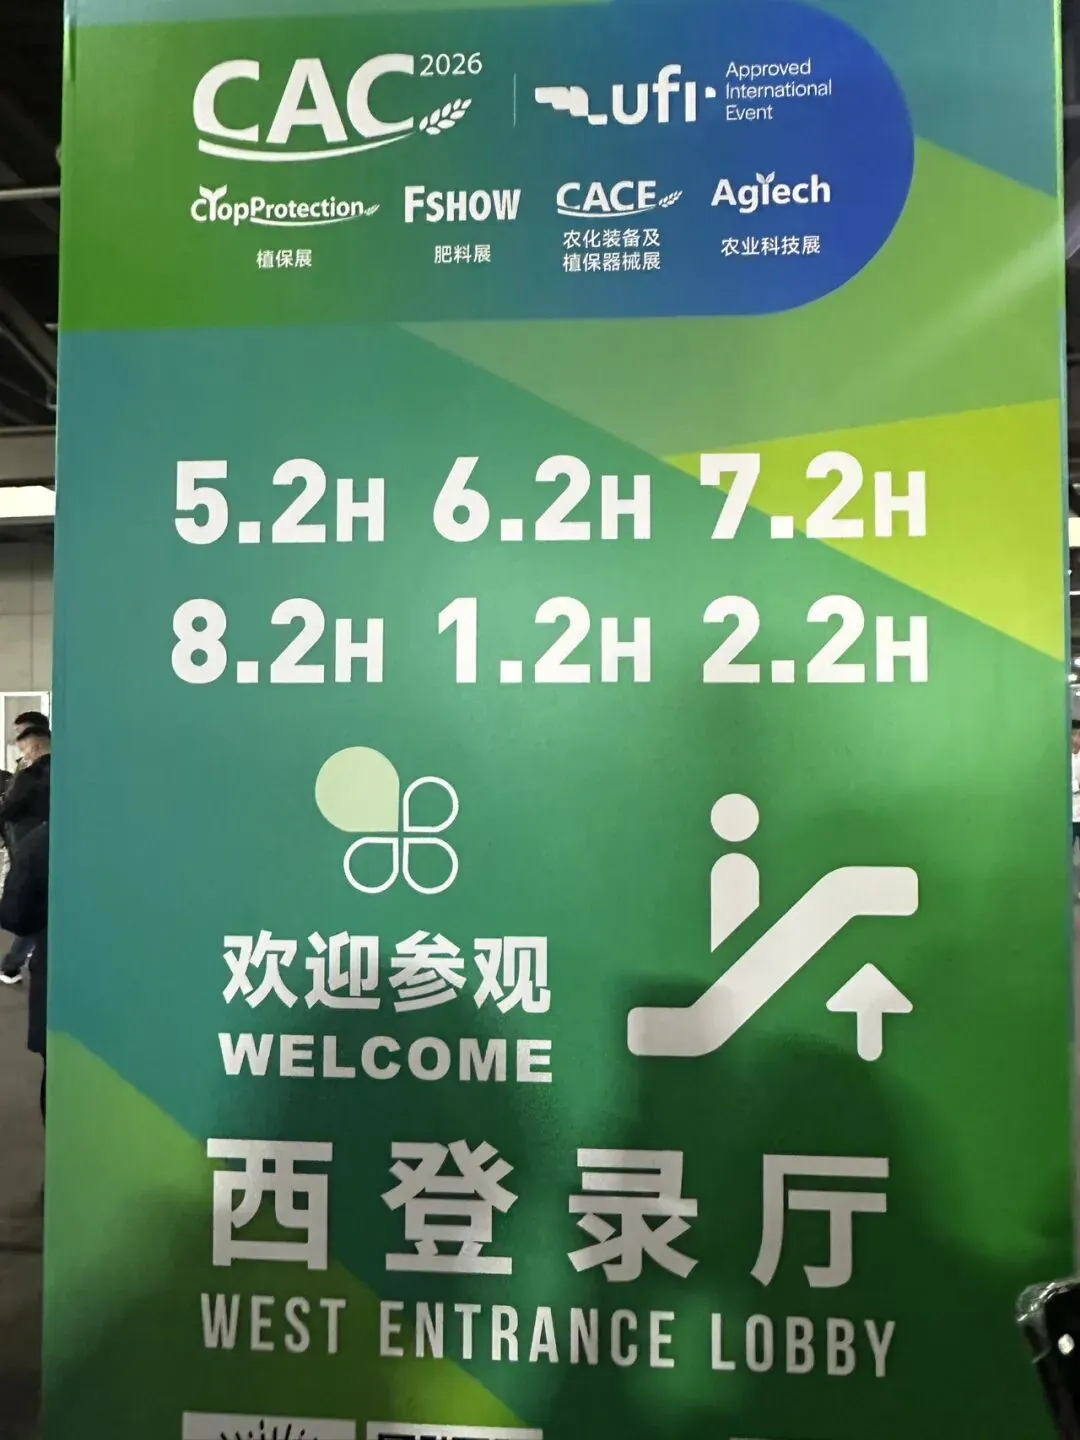 CAC 2026
ufi Approved
International
Event
CropProtection
植保展
FSHOW
肥料展
CACE
农化装备及
植保器械展
AgTech
农业科技展
5.2H 6.2H 7.2H
8.2H 1.2H 2.2H
欢迎参观
WELCOME
西登录厅
WEST ENTRANCE LOBBY